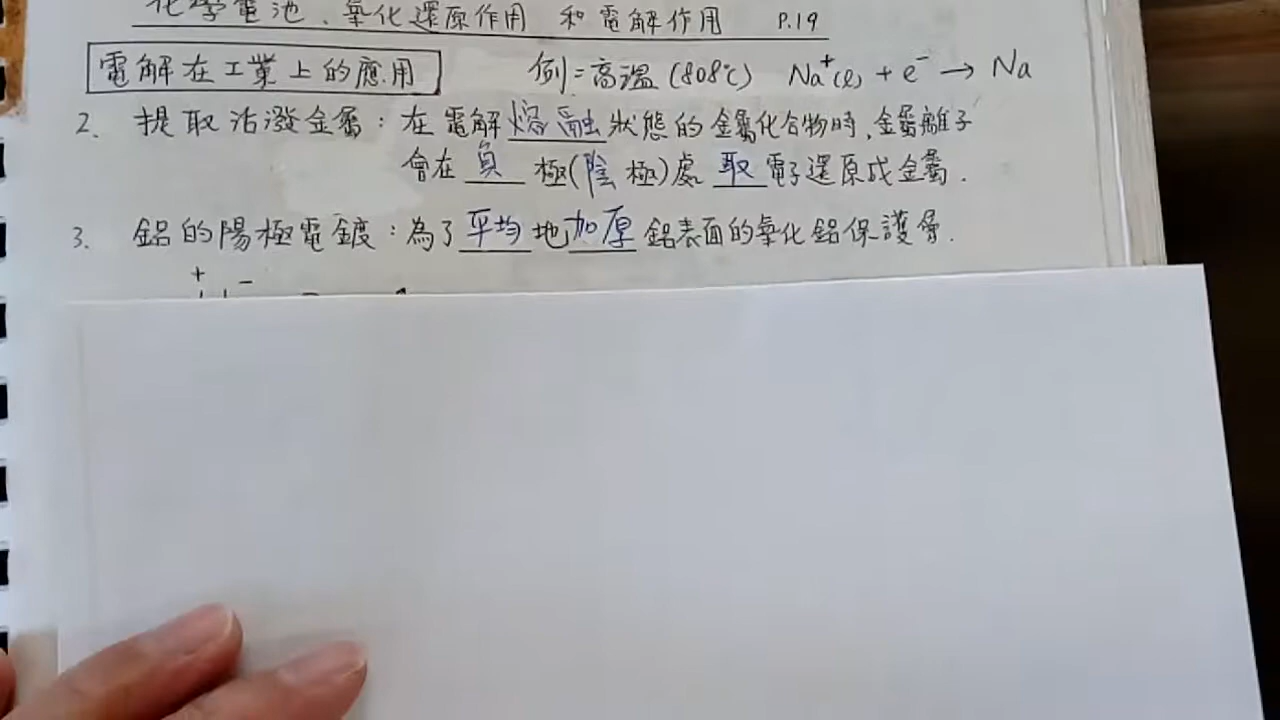 化學電池、氧化還原作用 和電解作用 P.19
電解在工業上的應用 例=高溫(808℃) Na⁺(l) + e⁻ → Na
2. 提取活潑金屬:在電解熔融狀態的金屬化合物時,金屬離子
會在負極(陰極)處取電子還原成金屬.
3. 鋁的陽極電鍍:為了平均地加厚鋁表面的氧化鋁保護層.
+ −